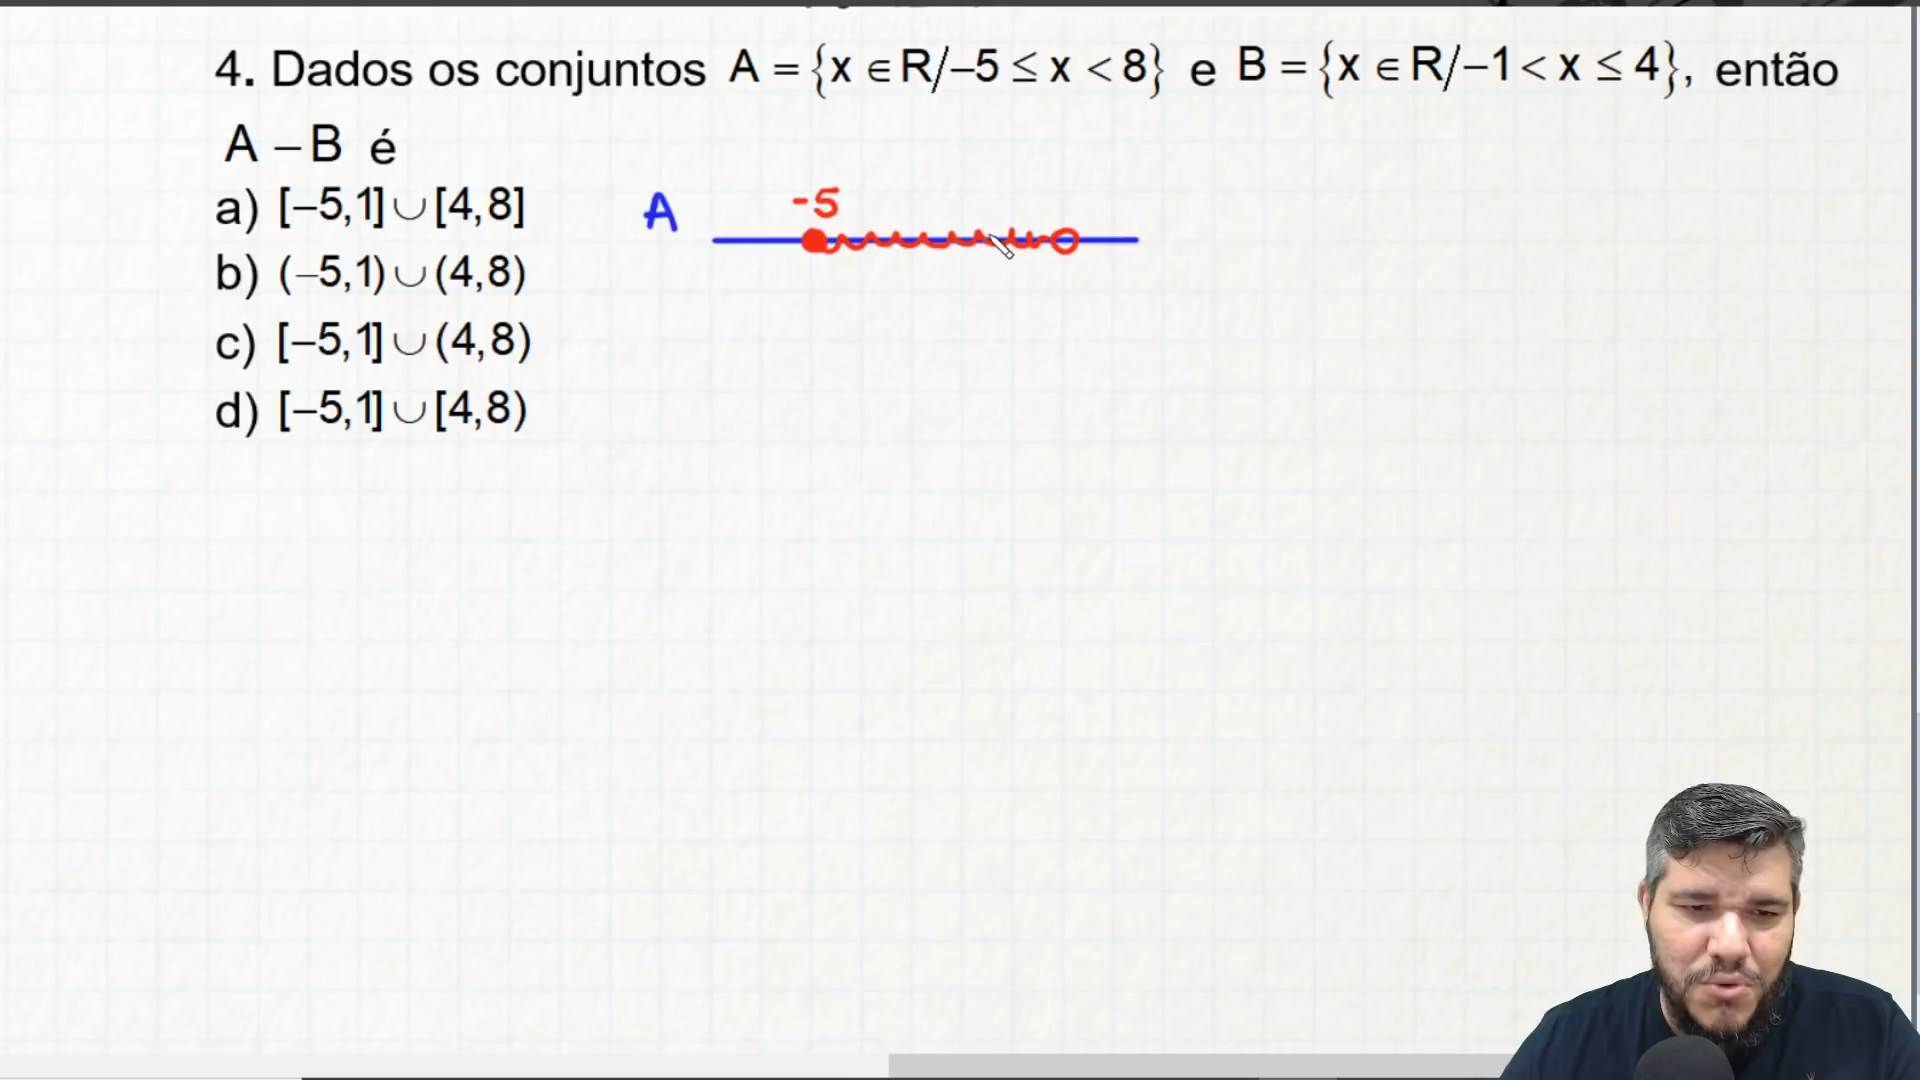 4. Dados os conjuntos A = {x ∈ R/−5 ≤ x < 8} e B = {x ∈ R/−1 < x ≤ 4}, então
A − B é
a) [−5,1] ∪ [4,8]
b) (−5,1) ∪ (4,8)
c) [−5,1] ∪ (4,8)
d) [−5,1] ∪ [4,8)
A
-5